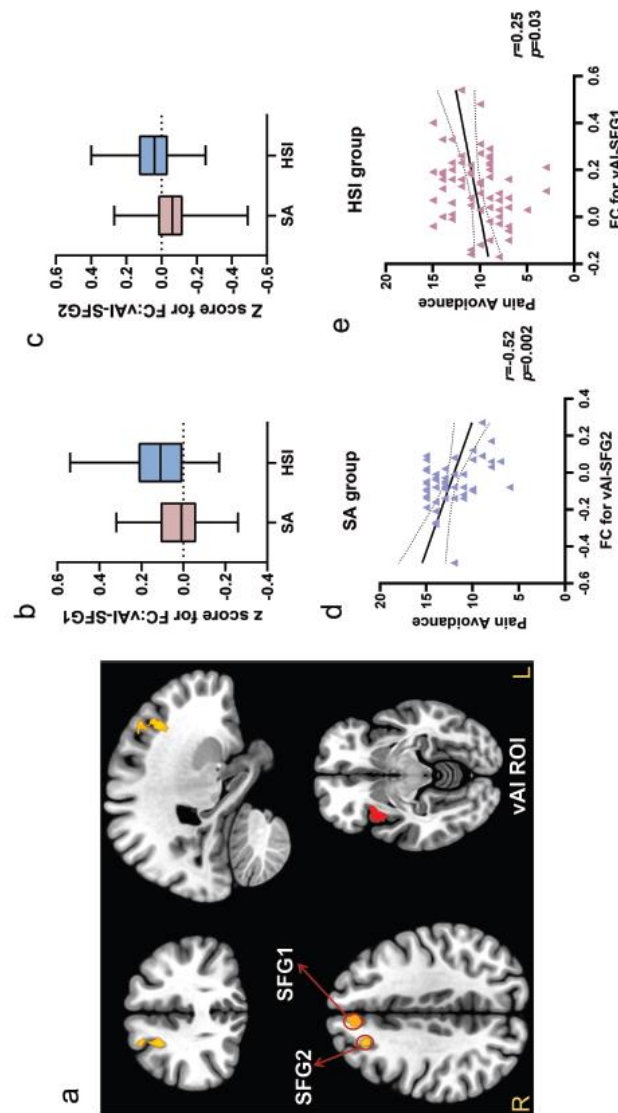 a
SFG2
SFG1
R
L
vAI ROI
b
z score for FC:vAI-SFG1
0.6
0.4
0.2
0.0
-0.2
-0.4
SA
HSI
c
Z score for FC:vAI-SFG2
0.6
0.4
0.2
0.0
-0.2
-0.4
-0.6
SA
HSI
d
SA group
Pain Avoidance
20
15
10
5
0
-0.6
-0.4
-0.2
0.0
0.2
0.4
FC for vAI-SFG2
r=-0.52
p=0.002
e
HSI group
Pain Avoidance
20
15
10
5
0
-0.2
0.0
0.2
0.4
0.6
FC for vAI-SFG1
r=0.25
p=0.03